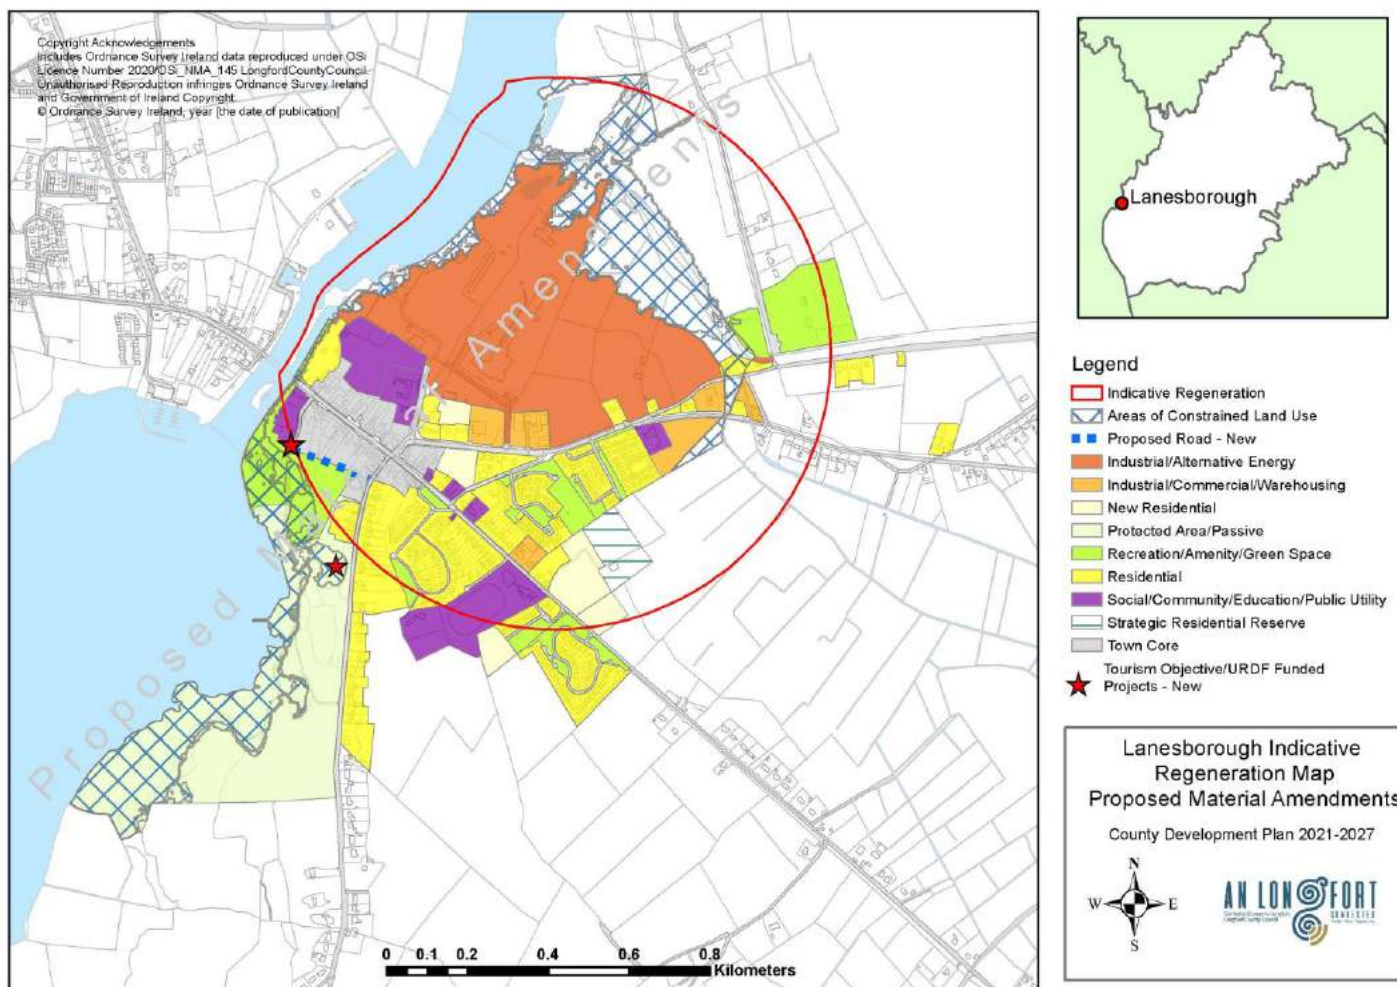 Copyright Acknowledgements
Includes Ordnance Survey Ireland data reproduced under OSi
Licence Number 2020/OSi_NMA_145 LongfordCountyCouncil.
Unauthorised Reproduction infringes Ordnance Survey Ireland
and Government of Ireland Copyright.
© Ordnance Survey Ireland, year [the date of publication]
Proposed
Amendments
0 0.1 0.2 0.4 0.6 0.8
Kilometers
Lanesborough
Legend
Indicative Regeneration
Areas of Constrained Land Use
Proposed Road - New
Industrial/Alternative Energy
Industrial/Commercial/Warehousing
New Residential
Protected Area/Passive
Recreation/Amenity/Green Space
Residential
Social/Community/Education/Public Utility
Strategic Residential Reserve
Town Core
Tourism Objective/URDF Funded
Projects - New
Lanesborough Indicative
Regeneration Map
Proposed Material Amendments
County Development Plan 2021-2027
N
W E
S
AN LONGFORT
CONNECTED